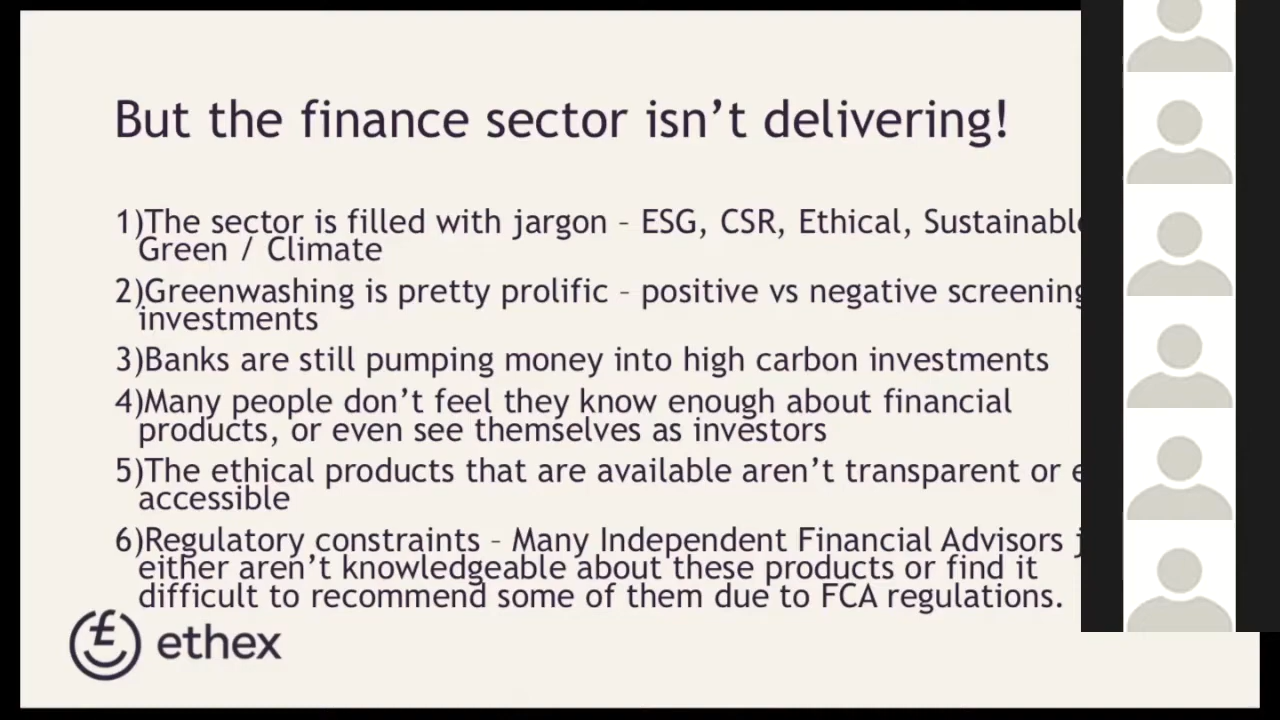 But the finance sector isn’t delivering!
1)The sector is filled with jargon – ESG, CSR, Ethical,
Green / Climate
2)Greenwashing is pretty prolific – positive vs negative screening
investments
3)Banks are still pumping money into high carbon investments
4)Many people don’t feel they know enough about financial
products, or even see themselves as investors
5)The ethical products that are available aren’t transparent or
accessible
6)Regulatory constraints – Many Independent Financial Advisors
either aren’t knowledgeable about these products or find it
difficult to recommend some of them due to FCA regulations.
£ ethex